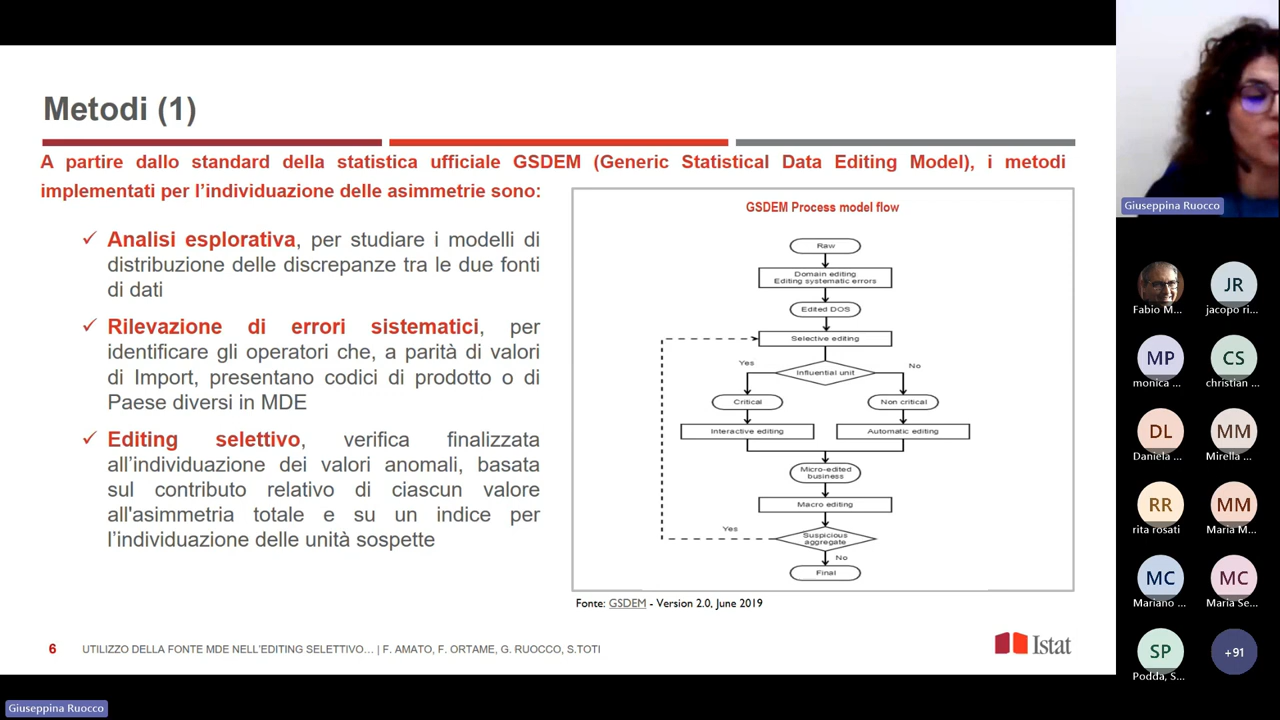 Metodi (1)
A partire dallo standard della statistica ufficiale GSDEM (Generic Statistical Data Editing Model), i metodi
implementati per l'individuazione delle asimmetrie sono:
✓ Analisi esplorativa, per studiare i modelli di
distribuzione delle discrepanze tra le due fonti
di dati
✓ Rilevazione di errori sistematici, per
identificare gli operatori che, a parità di valori
di Import, presentano codici di prodotto o di
Paese diversi in MDE
✓ Editing selettivo, verifica finalizzata
all'individuazione dei valori anomali, basata
sul contributo relativo di ciascun valore
all'asimmetria totale e su un indice per
l'individuazione delle unità sospette
GSDEM Process model flow
Raw
Domain editing
Editing systematic errors
Edited DOS
Selective editing
Yes
Influential unit
No
Critical
Non critical
Interactive editing
Automatic editing
Micro-edited
business
Macro editing
Yes
Suspicious
aggregate
No
Final
Fonte: GSDEM - Version 2.0, June 2019
6
UTILIZZO DELLA FONTE MDE NELL'EDITING SELETTIVO... | F. AMATO, F. ORTAME, G. RUOCCO, S.TOTI
Istat
Giuseppina Ruocco
Fabio M...
JR
jacopo ri...
MP
monica ...
CS
christian ...
DL
Daniela ...
MM
Mirella ...
RR
rita rosati
MM
Maria M...
MC
Mariano ...
MC
Maria Se...
SP
Podda, S...
+91
Giuseppina Ruocco